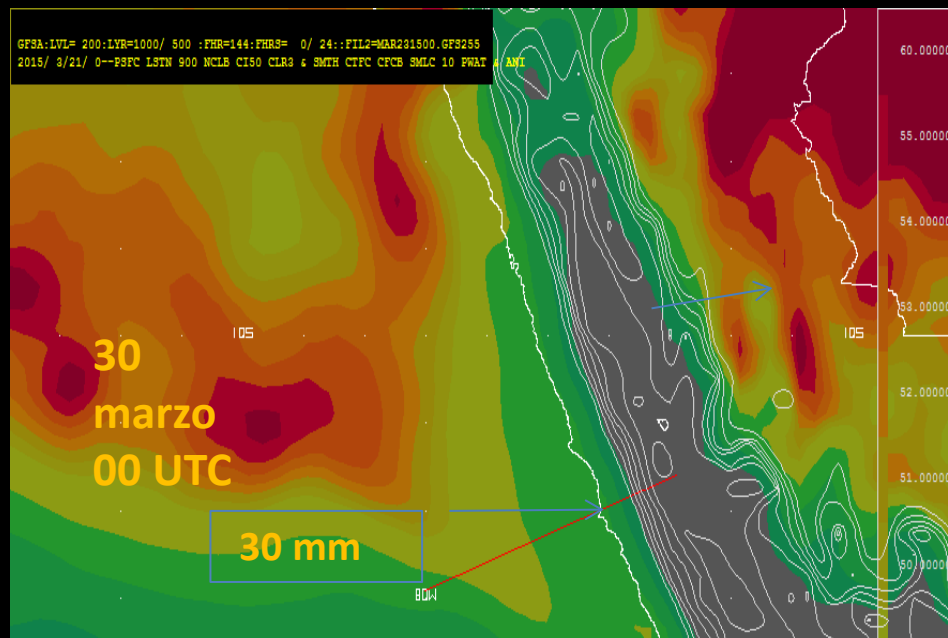 GFSA:LVL= 200:LYR=1000/ 500 :FHR=144:FHRS=  0/ 24::FIL2=MAR231500.GFS255
2015/ 3/21/ 0--PSFC LSTN 900 NCLB CI50 CLR3 & SMTH CTFC CFCB SMLC 10 PWAT & ANI
60.00000
55.00000
54.00000
53.00000
10S
10S
30
marzo
00 UTC
52.00000
51.00000
30 mm
50.00000
80W